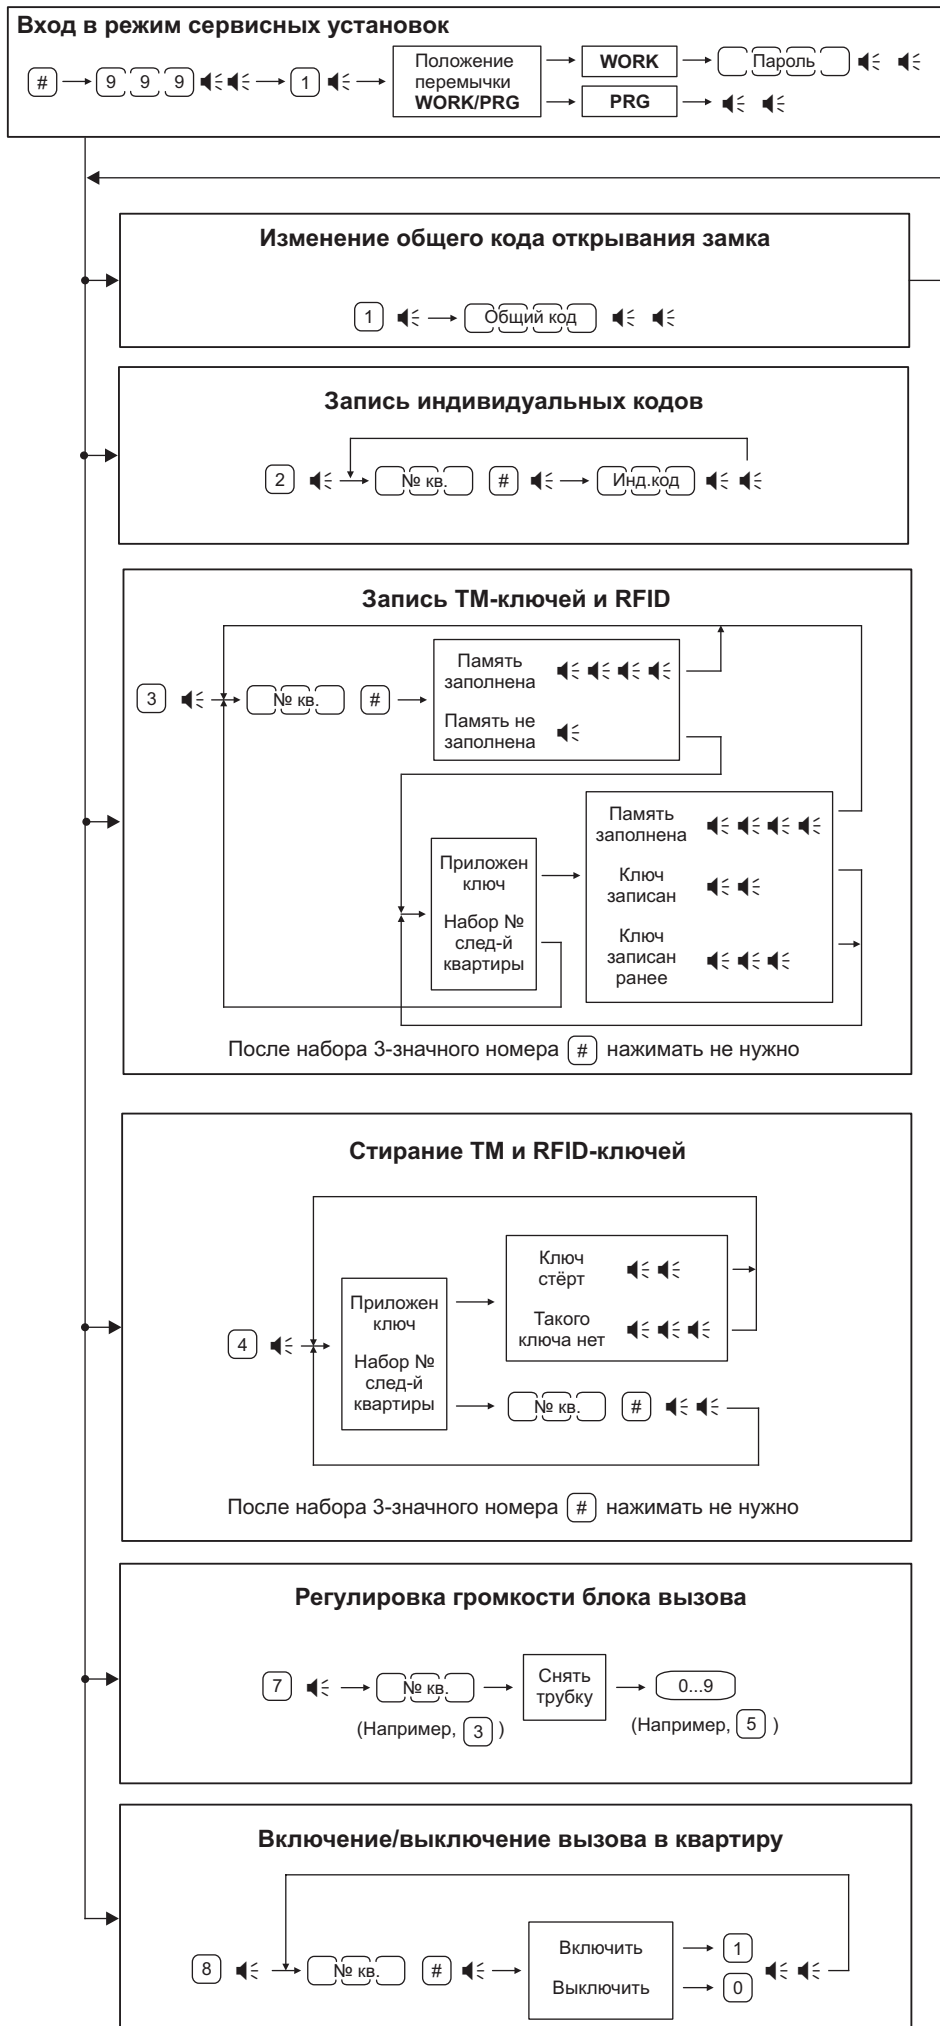 Вход в режим сервисных установок
# 9 9 9 1 Положение перемычки WORK/PRG WORK Пароль
PRG
Изменение общего кода открывания замка
1 Общий код
Запись индивидуальных кодов
2 № кв. # Инд.код
Запись ТМ-ключей и RFID
Память
заполнена
3 № кв. #
Память не
заполнена
Память
заполнена
Приложен
ключ
Ключ
записан
Набор №
след-й
квартиры
Ключ
записан
ранее
После набора 3-значного номера # нажимать не нужно
Стирание ТМ и RFID-ключей
Ключ
стёрт
Приложен
ключ
Такого
ключа нет
4
Набор №
след-й
квартиры
№ кв. #
После набора 3-значного номера # нажимать не нужно
Регулировка громкости блока вызова
7 № кв. Снять трубку 0...9
(Например, 3 ) (Например, 5 )
Включение/выключение вызова в квартиру
Включить 1
8 № кв. #
Выключить 0